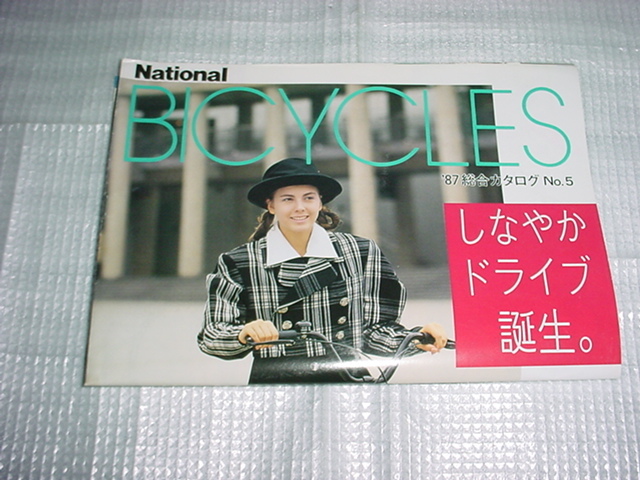 National
BICYCLES
'87 総合カタログ No.5
しなやか
ドライブ
誕生。